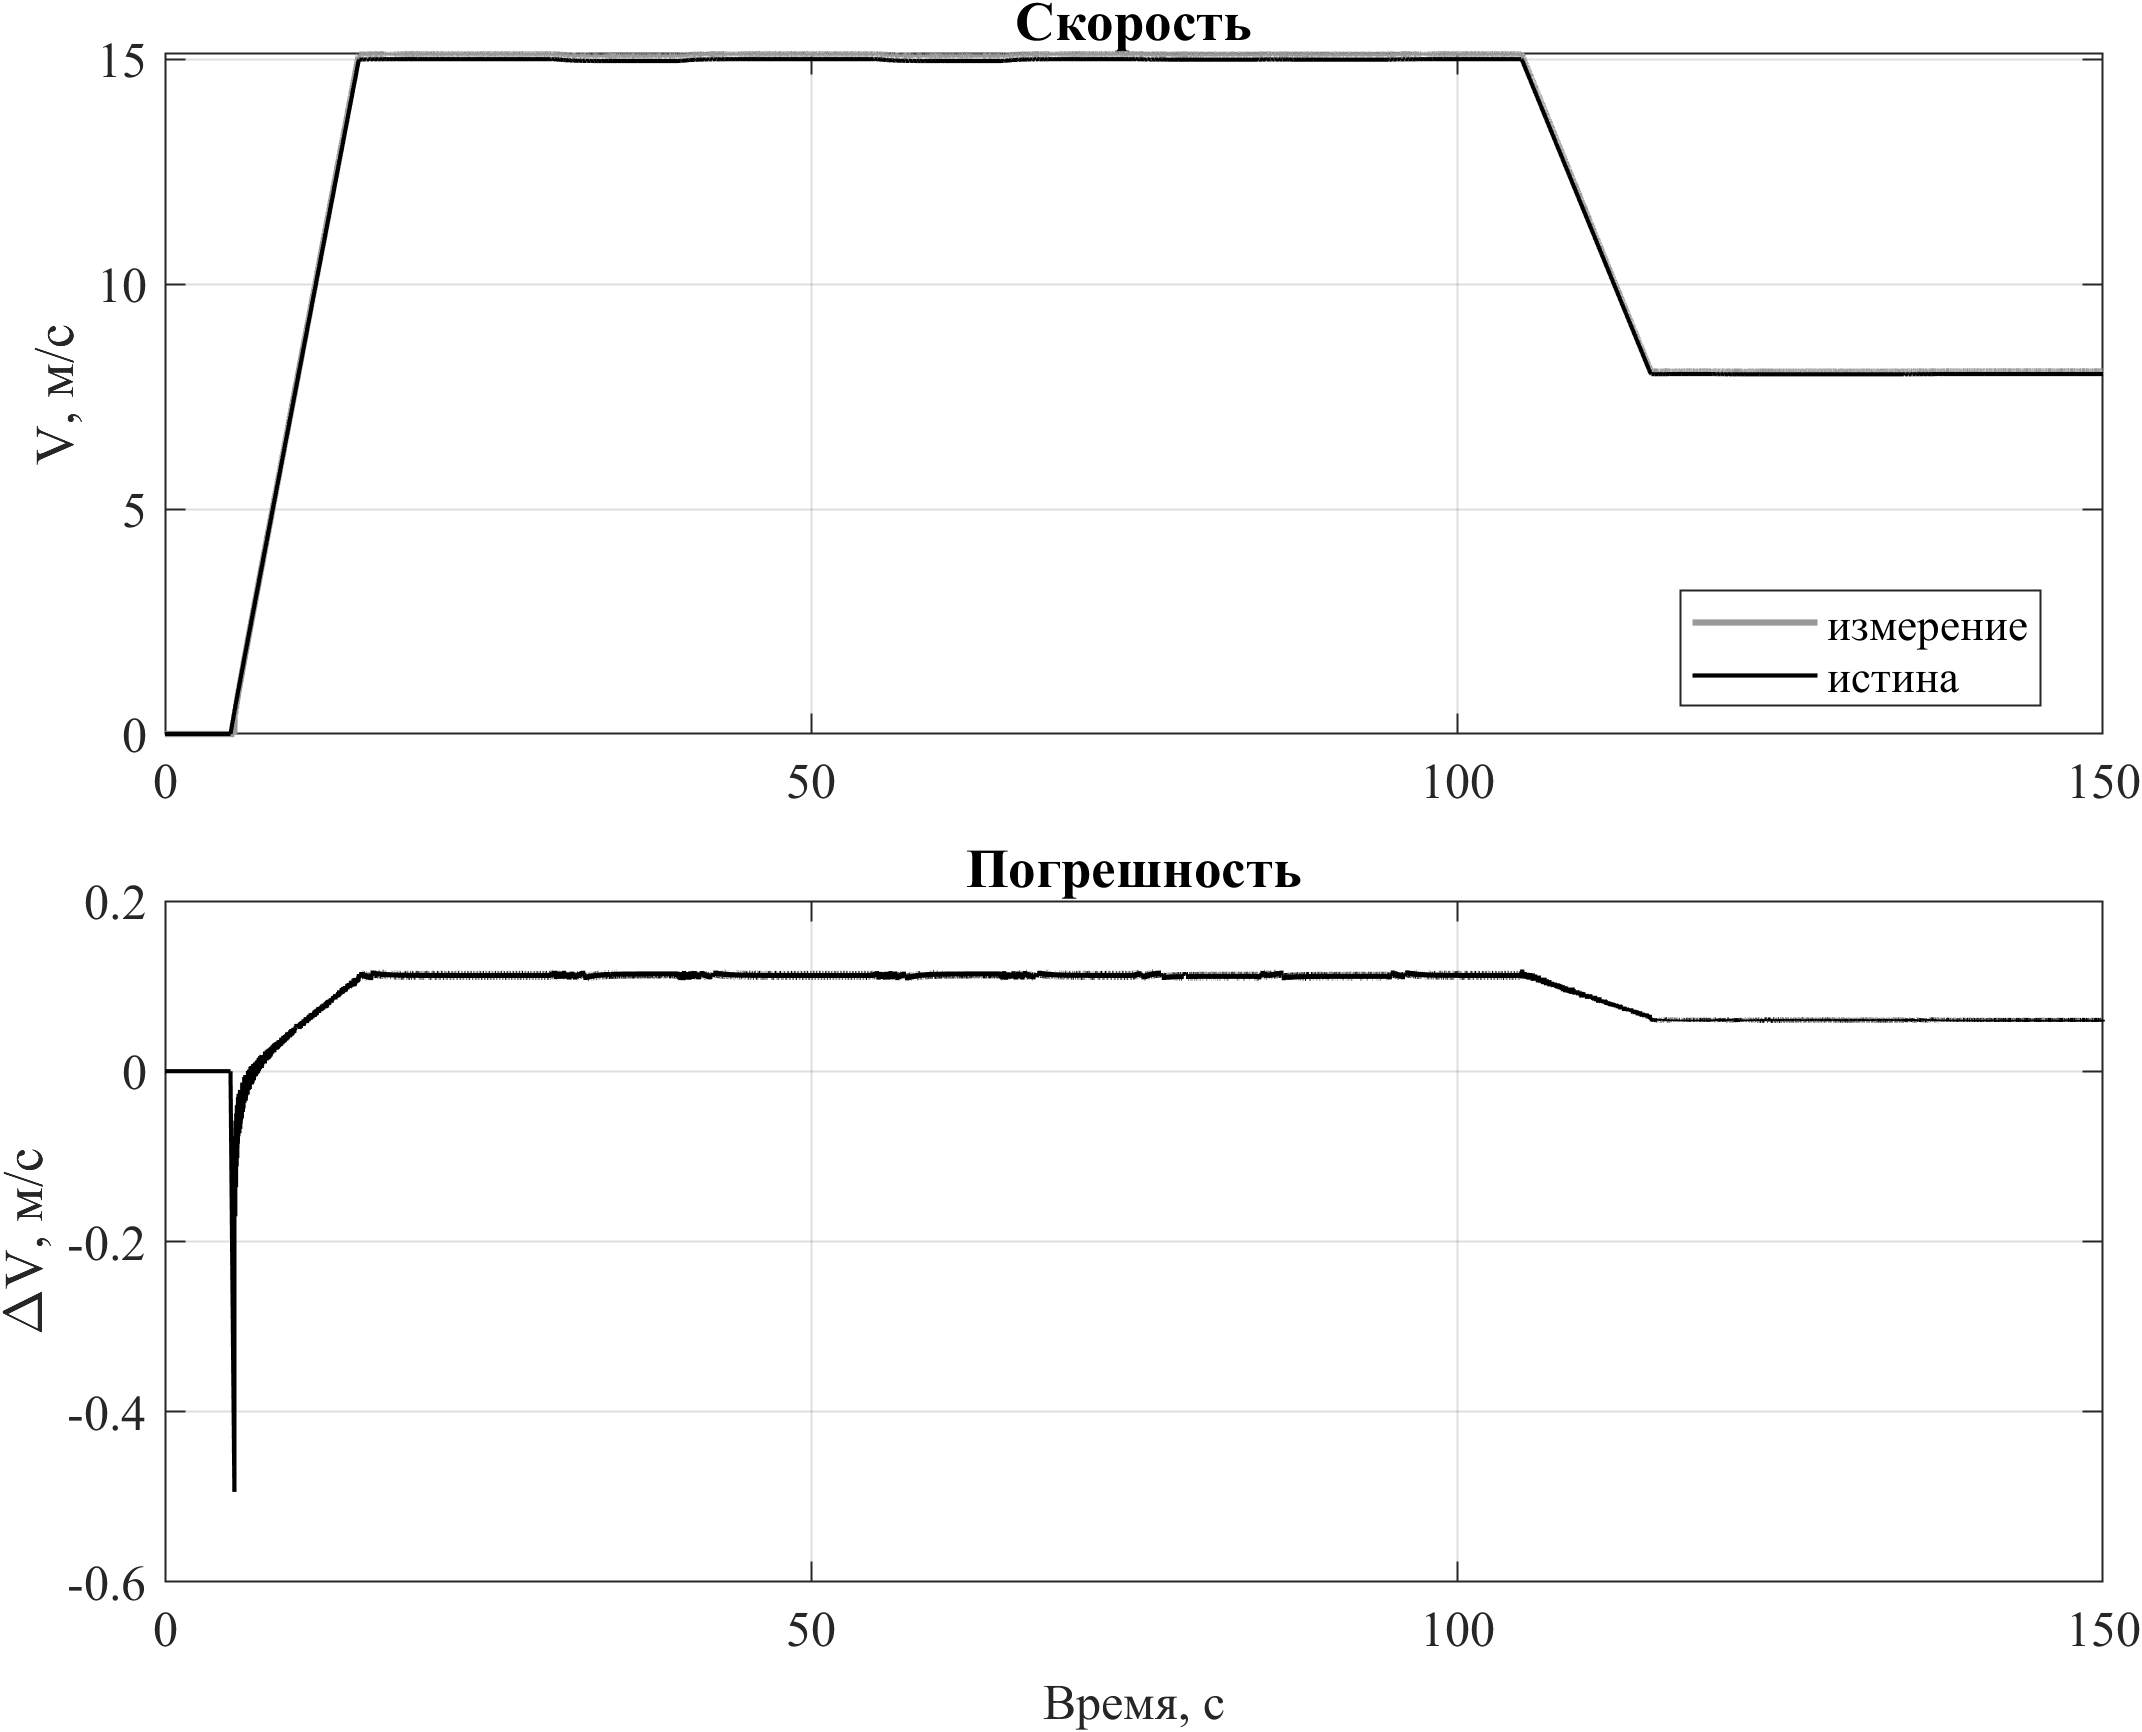 Скорость
15
10
5
0
V, м/с
измерение
истина
0 50 100 150
Погрешность
0.2
0
-0.2
-0.4
-0.6
ΔV, м/с
0 50 100 150
Время, с